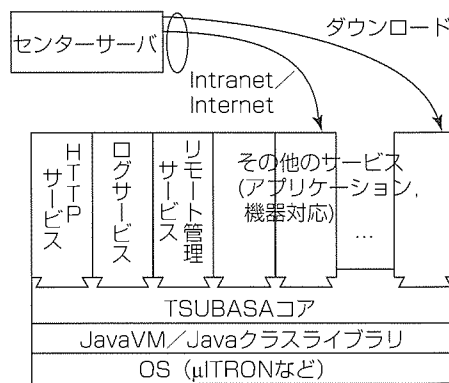 ダウンロード
センターサーバ
Intranet／
Internet
HTTP
サービス
ログサービス
リモート管理
サービス
その他のサービス
(アプリケーション,
機器対応)
…
TSUBASAコア
JavaVM／Javaクラスライブラリ
OS（μITRONなど）